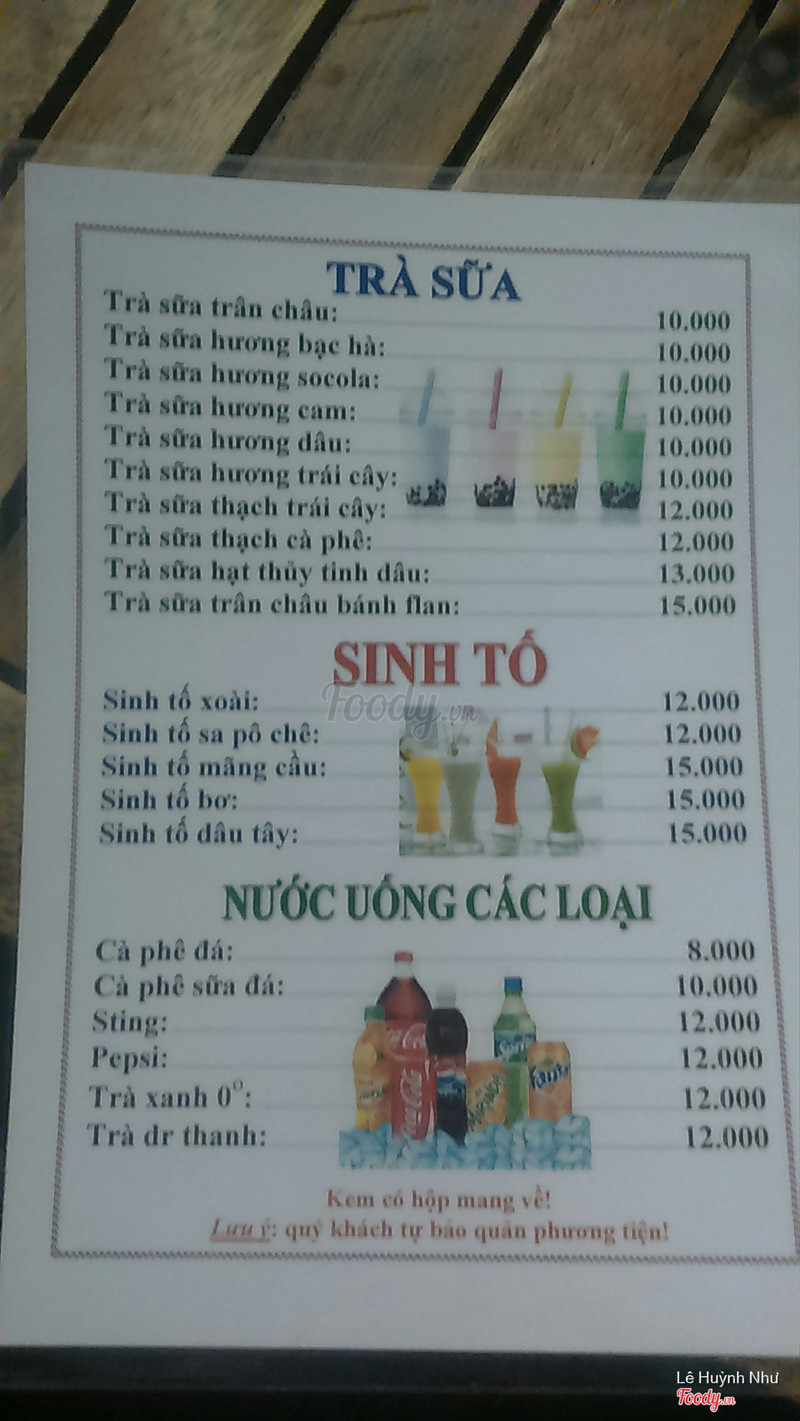 TRÀ SỮA
Trà sữa trân châu: 10.000
Trà sữa hương bạc hà: 10.000
Trà sữa hương socola: 10.000
Trà sữa hương cam: 10.000
Trà sữa hương dâu: 10.000
Trà sữa hương trái cây: 10.000
Trà sữa thạch trái cây: 12.000
Trà sữa thạch cà phê: 12.000
Trà sữa hạt thủy tinh dâu: 13.000
Trà sữa trân châu bánh flan: 15.000
SINH TỐ
Foody.vn
Sinh tố xoài: 12.000
Sinh tố sa pô chê: 12.000
Sinh tố mãng cầu: 15.000
Sinh tố bơ: 15.000
Sinh tố dâu tây: 15.000
NƯỚC UỐNG CÁC LOẠI
Cà phê đá: 8.000
Cà phê sữa đá: 10.000
Sting: 12.000
Pepsi: 12.000
Trà xanh 0°: 12.000
Trà dr thanh: 12.000
Coca-Cola
Fanta
Kem có hộp mang về!
Lưu ý: quý khách tự bảo quản phương tiện!
Lê Huỳnh Như
Foody.vn